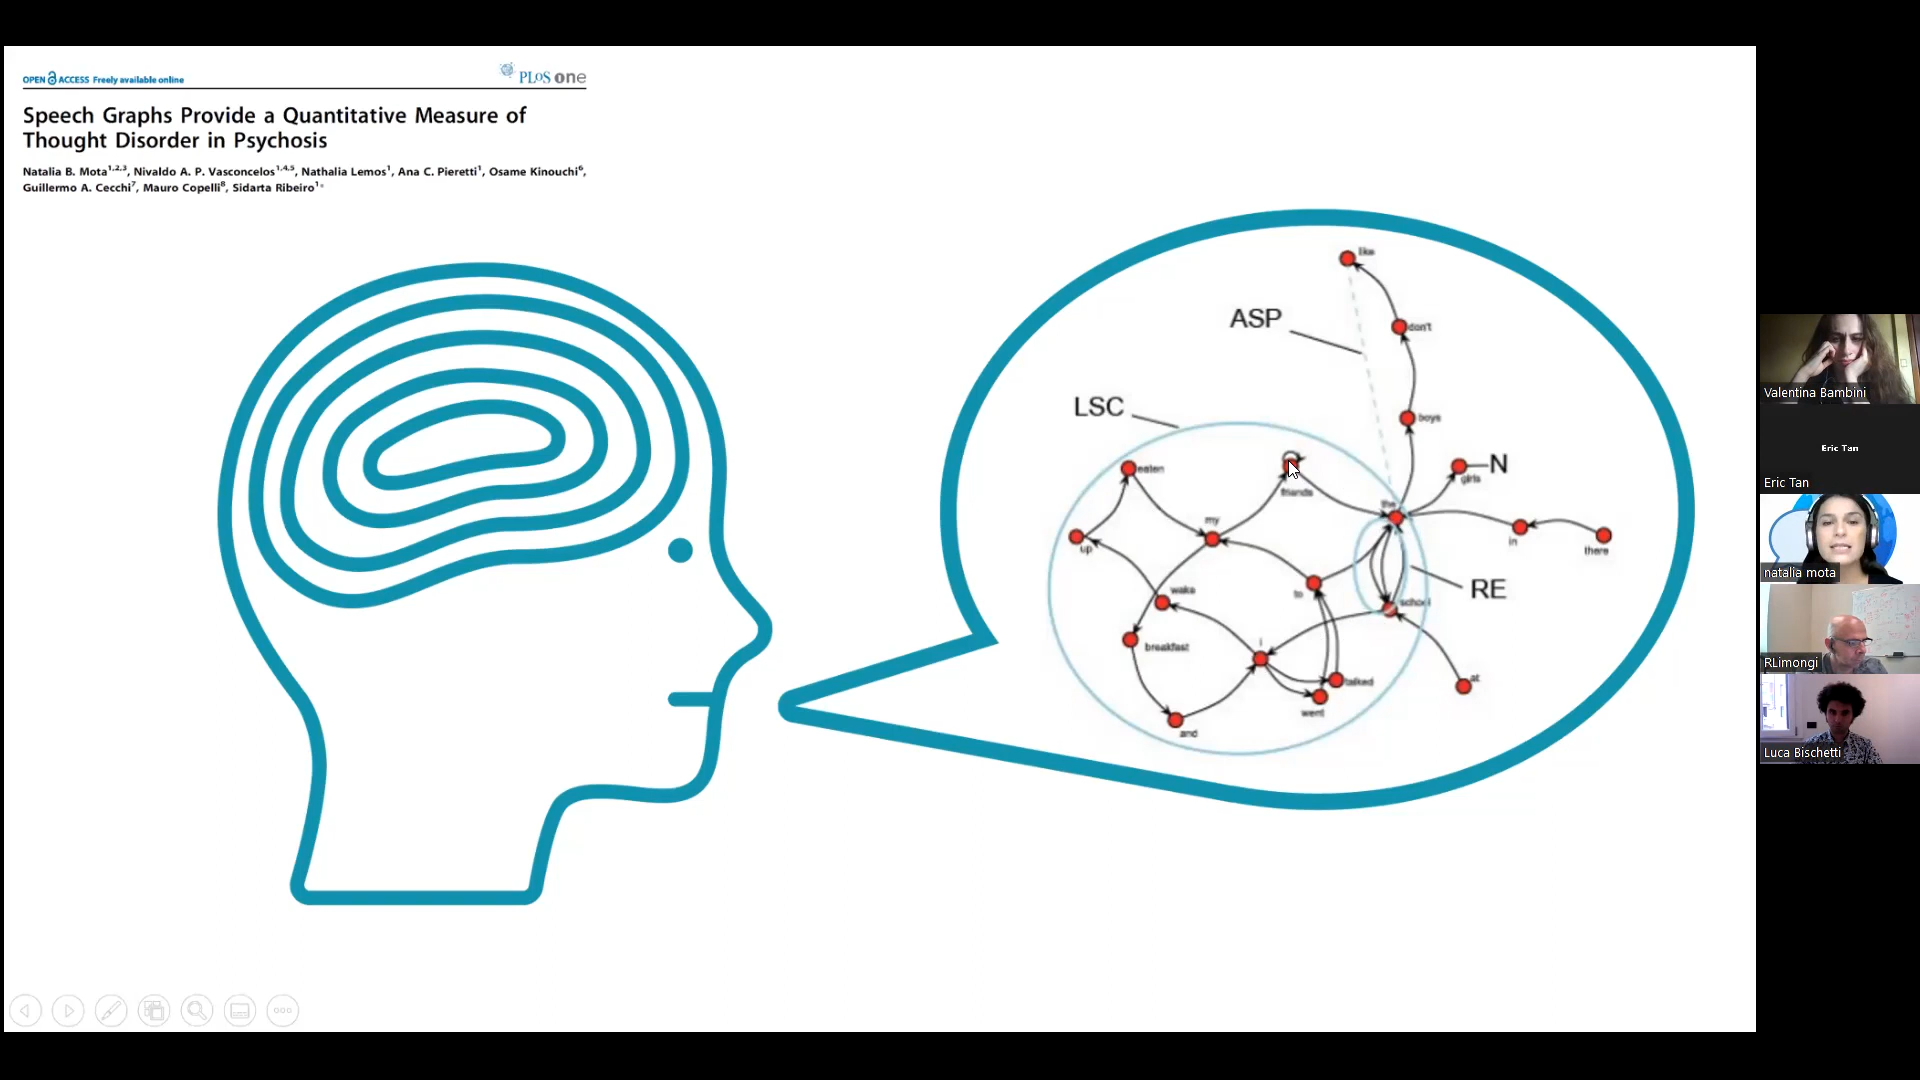 OPEN ACCESS Freely available online
PLoS one
Speech Graphs Provide a Quantitative Measure of
Thought Disorder in Psychosis
Natalia B. Mota1,2,3, Nivaldo A. P. Vasconcelos1,4,5, Nathalia Lemos1, Ana C. Pieretti1, Osame Kinouchi6,
Guillermo A. Cecchi7, Mauro Copelli8, Sidarta Ribeiro1*
like
ASP
don't
LSC
boys
eaten
N
girls
friends
the
my
up
in
there
wake
to
school
RE
breakfast
i
at
talked
went
and
Valentina Bambini
Eric Tan
Eric Tan
natalia mota
RLimongi
Luca Bischetti